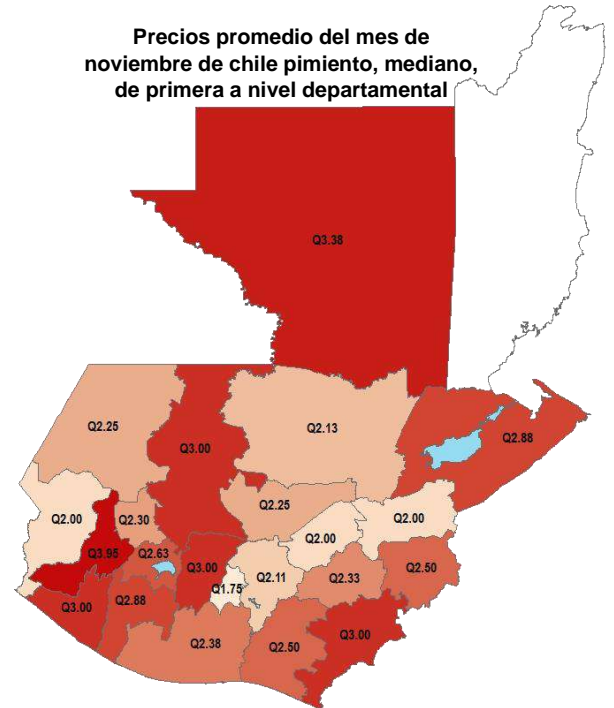 Precios promedio del mes de
noviembre de chile pimiento, mediano,
de primera a nivel departamental
Q3.38
Q2.25
Q2.13
Q3.00
Q2.88
Q2.25
Q2.00
Q2.30
Q2.00
Q2.00
Q3.95
Q2.63
Q3.00
Q2.11
Q2.33
Q2.50
Q1.75
Q3.00
Q2.88
Q2.38
Q2.50
Q3.00